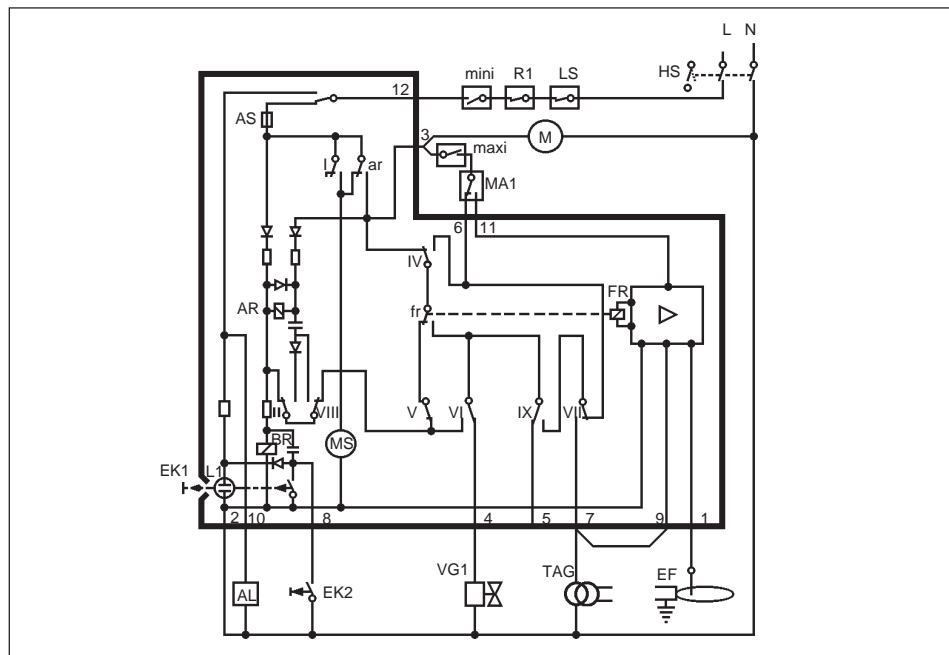 L N
HS
mini R1 LS
12
AS
3
M
maxi
I ar
MA1
6 11
IV
FR
AR
fr
II VIII V VI IX VII
BR
MS
EK1 L1
2 10 8 4 5 7 9 1
VG1 TAG EF
AL EK2